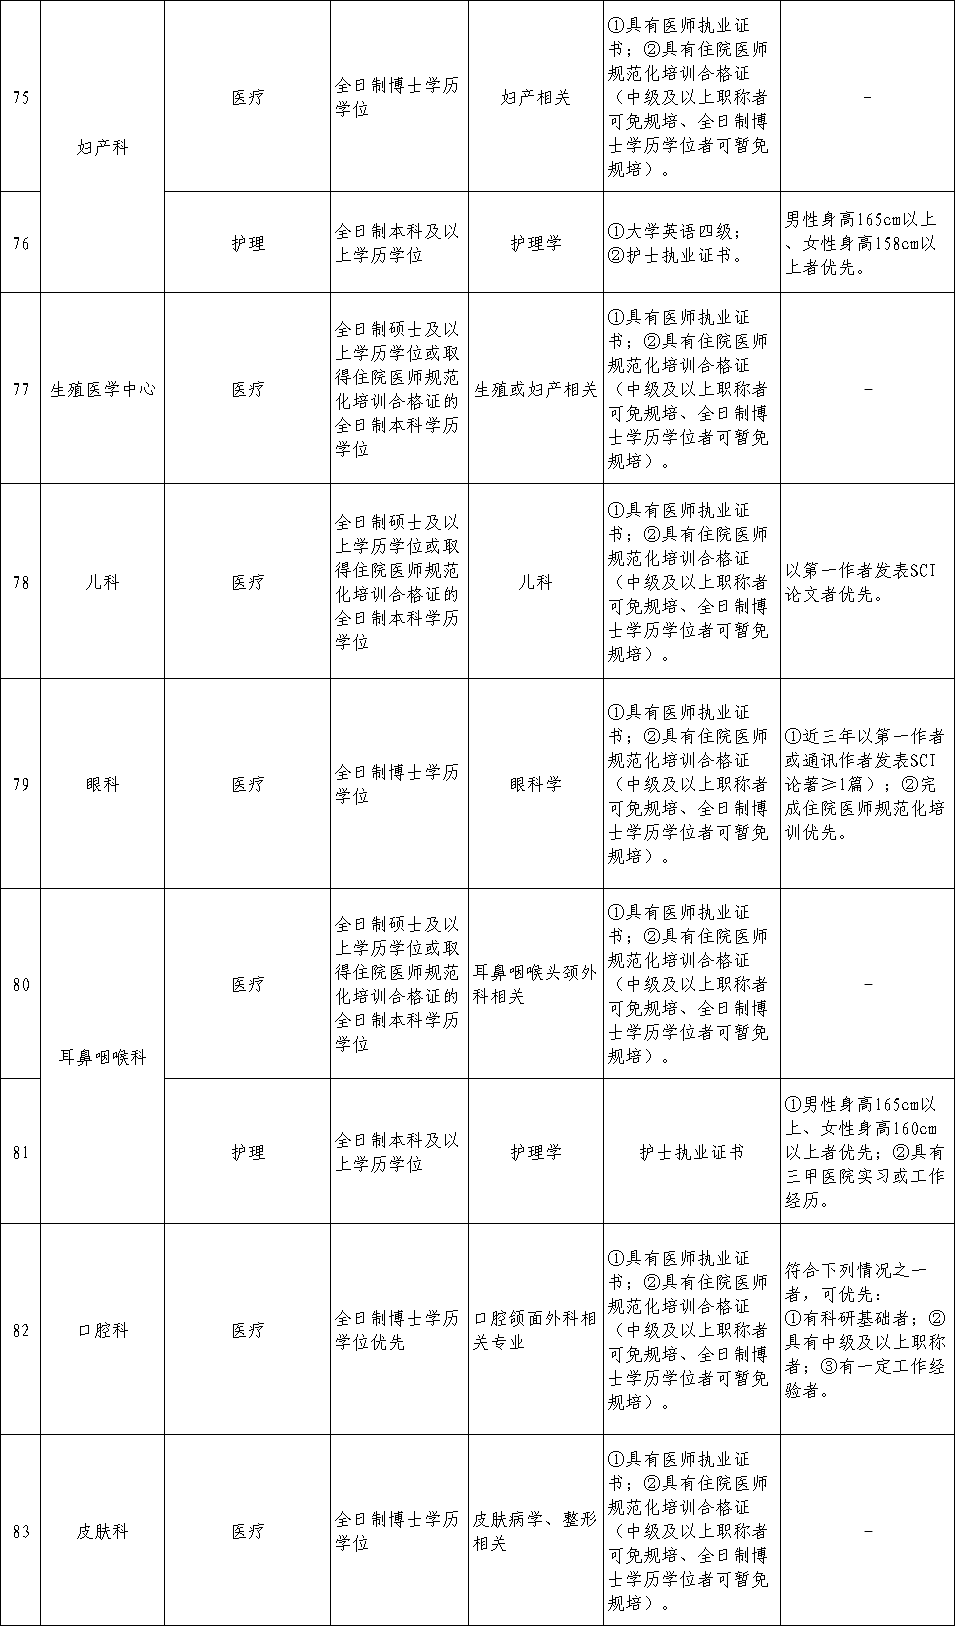 75
妇产科
医疗
全日制博士学历
学位
妇产相关
①具有医师执业证
书；②具有住院医师
规范化培训合格证
（中级及以上职称者
可免规培、全日制博
士学历学位者可暂免
规培）。
-
76
护理
全日制本科及以
上学历学位
护理学
①大学英语四级；
②护士执业证书。
男性身高165cm以上
、女性身高158cm以
上者优先。
77
生殖医学中心
医疗
全日制硕士及以
上学历学位或取
得住院医师规范
化培训合格证的
全日制本科学历
学位
生殖或妇产相关
①具有医师执业证
书；②具有住院医师
规范化培训合格证
（中级及以上职称者
可免规培、全日制博
士学历学位者可暂免
规培）。
-
78
儿科
医疗
全日制硕士及以
上学历学位或取
得住院医师规范
化培训合格证的
全日制本科学历
学位
儿科
①具有医师执业证
书；②具有住院医师
规范化培训合格证
（中级及以上职称者
可免规培、全日制博
士学历学位者可暂免
规培）。
以第一作者发表SCI
论文者优先。
79
眼科
医疗
全日制博士学历
学位
眼科学
①具有医师执业证
书；②具有住院医师
规范化培训合格证
（中级及以上职称者
可免规培、全日制博
士学历学位者可暂免
规培）。
①近三年以第一作者
或通讯作者发表SCI
论著≥1篇）；②完
成住院医师规范化培
训优先。
80
耳鼻咽喉科
医疗
全日制硕士及以
上学历学位或取
得住院医师规范
化培训合格证的
全日制本科学历
学位
耳鼻咽喉头颈外
科相关
①具有医师执业证
书；②具有住院医师
规范化培训合格证
（中级及以上职称者
可免规培、全日制博
士学历学位者可暂免
规培）。
-
81
护理
全日制本科及以
上学历学位
护理学
护士执业证书
①男性身高165cm以
上、女性身高160cm
以上者优先；②具有
三甲医院实习或工作
经历。
82
口腔科
医疗
全日制博士学历
学位优先
口腔颌面外科相
关专业
①具有医师执业证
书；②具有住院医师
规范化培训合格证
（中级及以上职称者
可免规培、全日制博
士学历学位者可暂免
规培）。
符合下列情况之一
者，可优先：
①有科研基础者；②
具有中级及以上职称
者；③有一定工作经
验者。
83
皮肤科
医疗
全日制博士学历
学位
皮肤病学、整形
相关
①具有医师执业证
书；②具有住院医师
规范化培训合格证
（中级及以上职称者
可免规培、全日制博
士学历学位者可暂免
规培）。
-